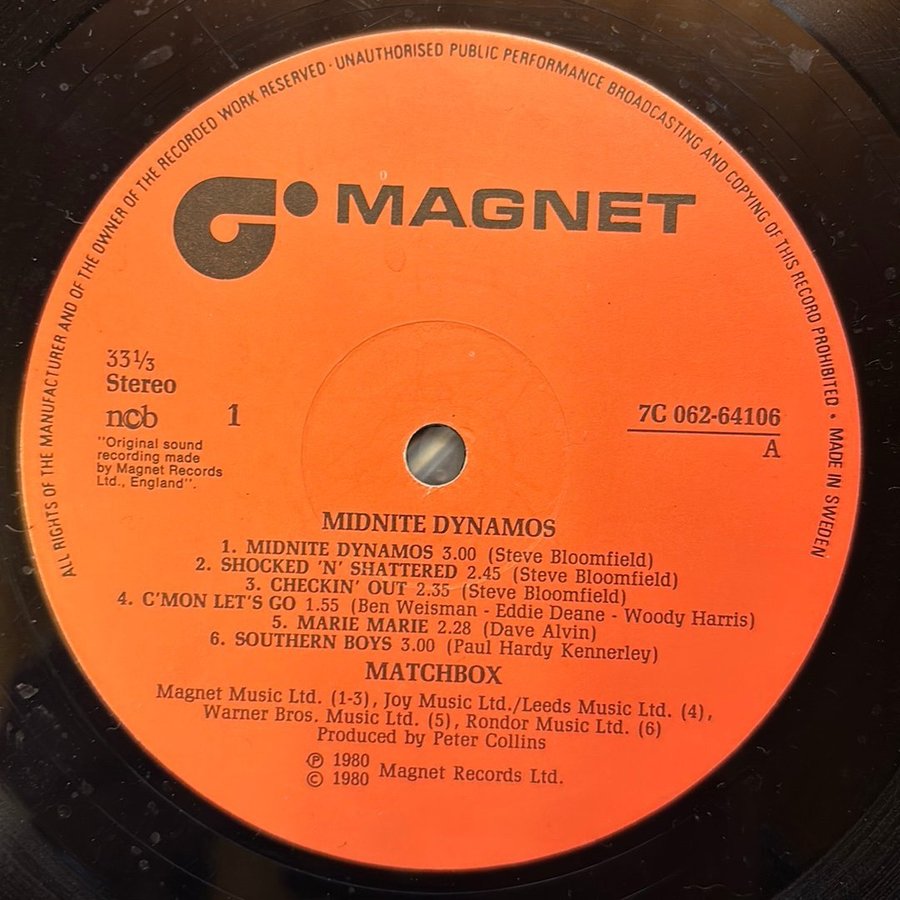 ALL RIGHTS OF THE MANUFACTURER AND OF THE OWNER OF THE RECORDED WORK RESERVED · UNAUTHORISED PUBLIC PERFORMANCE BROADCASTING AND COPYING OF THIS RECORD PROHIBITED · MADE IN SWEDEN
MAGNET
33 1/3
Stereo
ncb
1
"Original sound
recording made
by Magnet Records
Ltd., England".
7C 062-64106
A
MIDNITE DYNAMOS
1. MIDNITE DYNAMOS 3.00 (Steve Bloomfield)
2. SHOCKED 'N' SHATTERED 2.45 (Steve Bloomfield)
3. CHECKIN' OUT 2.35 (Steve Bloomfield)
4. C'MON LET'S GO 1.55 (Ben Weisman - Eddie Deane - Woody Harris)
5. MARIE MARIE 2.28 (Dave Alvin)
6. SOUTHERN BOYS 3.00 (Paul Hardy Kennerley)
MATCHBOX
Magnet Music Ltd. (1-3), Joy Music Ltd./Leeds Music Ltd. (4),
Warner Bros. Music Ltd. (5), Rondor Music Ltd. (6)
Produced by Peter Collins
℗ 1980
© 1980 Magnet Records Ltd.